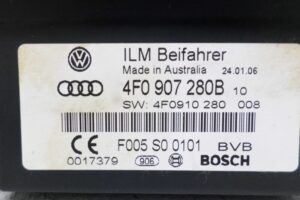 ILM Beifahrer
Made in Australia 24.01.06
4F0 907 280B 10
SW: 4F0910 280 008
CE F005 S0 0101 BVB
0017379 906 BOSCH